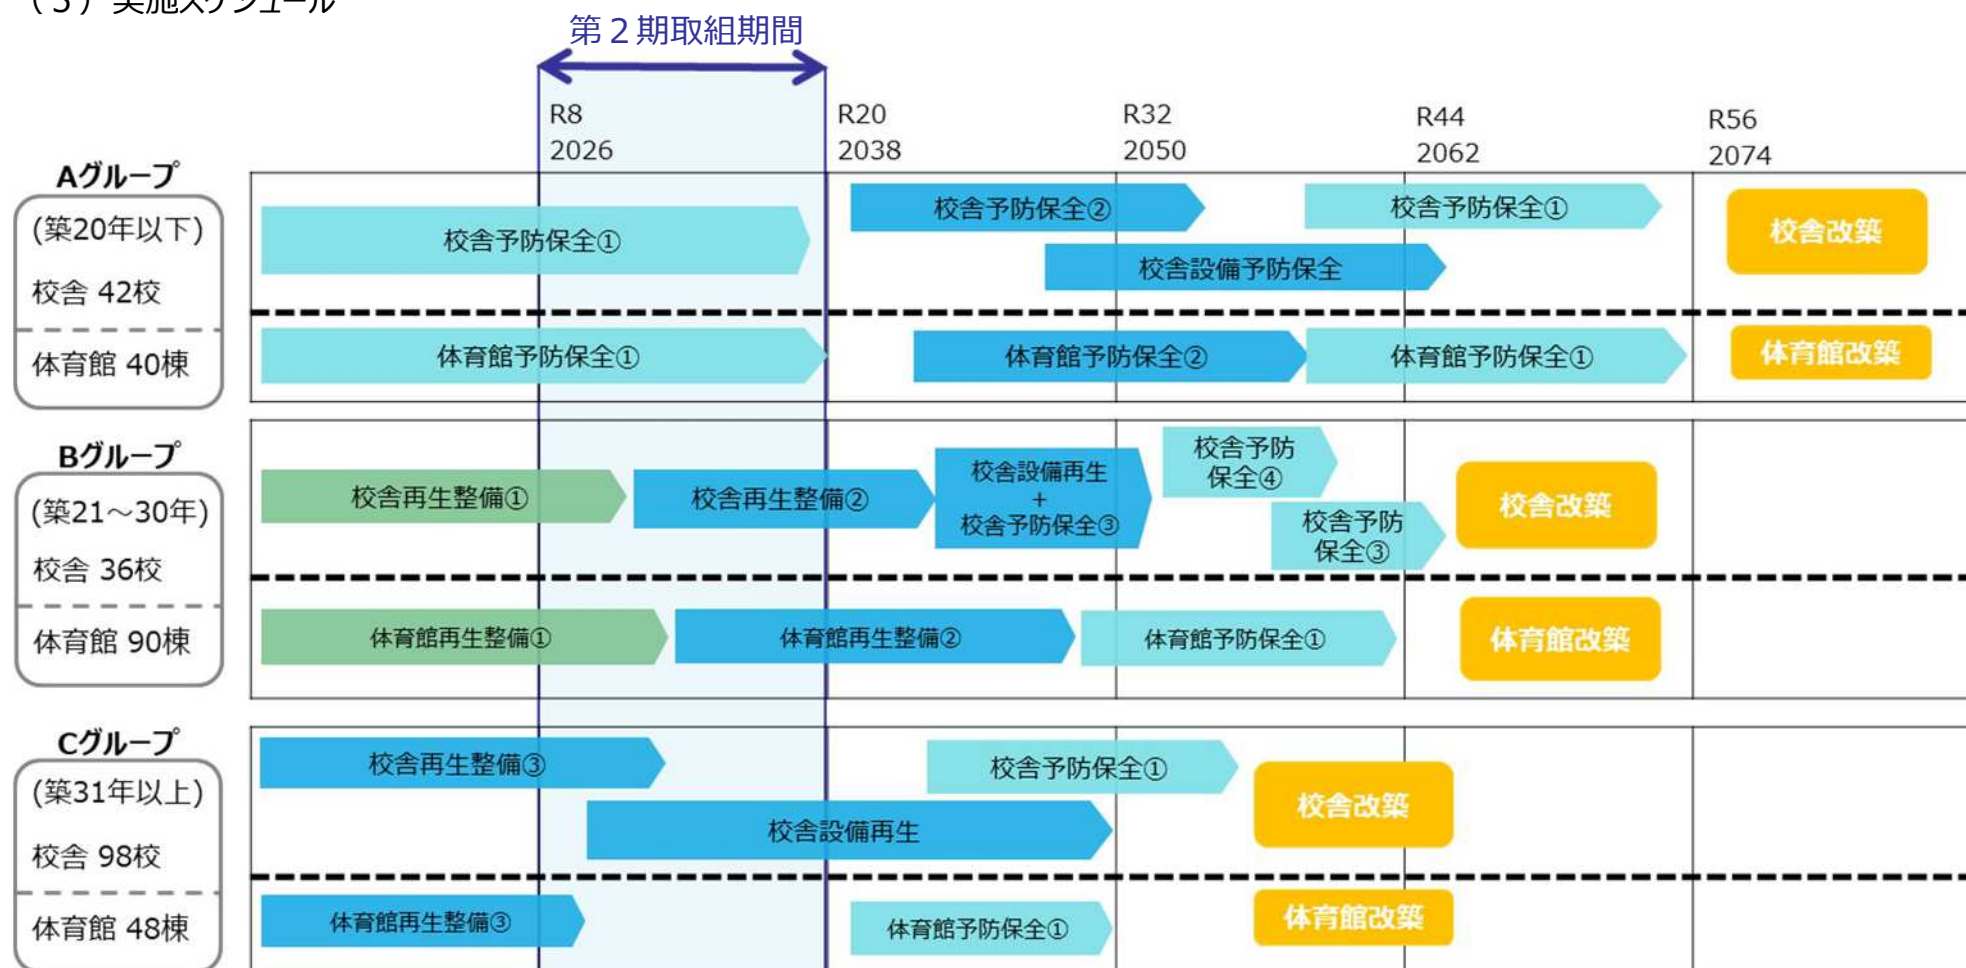 (3) 実施スケジュール
第2期取組期間
R8
2026
R20
2038
R32
2050
R44
2062
R56
2074
Aグループ
(築20年以下)
校舎 42校
体育館 40棟
校舎予防保全①
校舎予防保全②
校舎設備予防保全
校舎予防保全①
校舎改築
体育館予防保全①
体育館予防保全②
体育館予防保全①
体育館改築
Bグループ
(築21～30年)
校舎 36校
体育館 90棟
校舎再生整備①
校舎再生整備②
校舎設備再生
+
校舎予防保全③
校舎予防
保全④
校舎予防
保全③
校舎改築
体育館再生整備①
体育館再生整備②
体育館予防保全①
体育館改築
Cグループ
(築31年以上)
校舎 98校
体育館 48棟
校舎再生整備③
校舎設備再生
校舎予防保全①
校舎改築
体育館再生整備③
体育館予防保全①
体育館改築